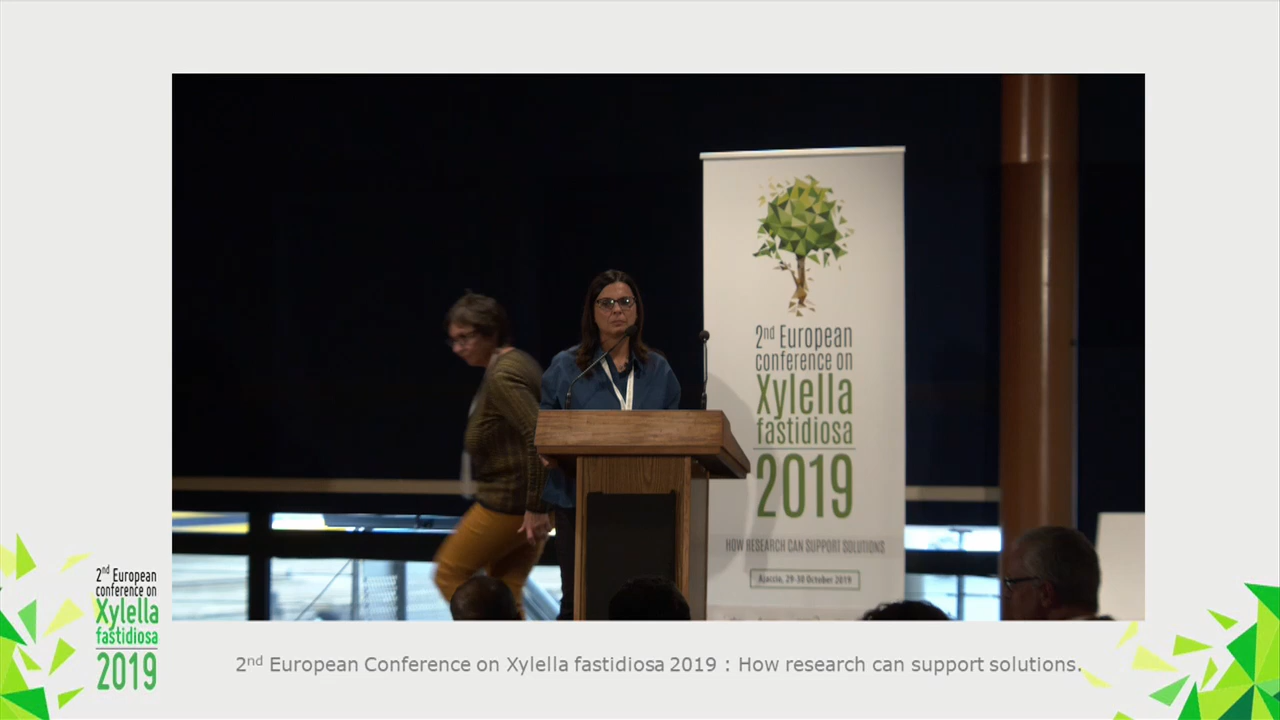 2nd European
conference on
Xylella
fastidiosa
2019
HOW RESEARCH CAN SUPPORT SOLUTIONS
Ajaccio, 29-30 October 2019
2nd European
conference on
Xylella
fastidiosa
2019
2nd European Conference on Xylella fastidiosa 2019 : How research can support solutions.